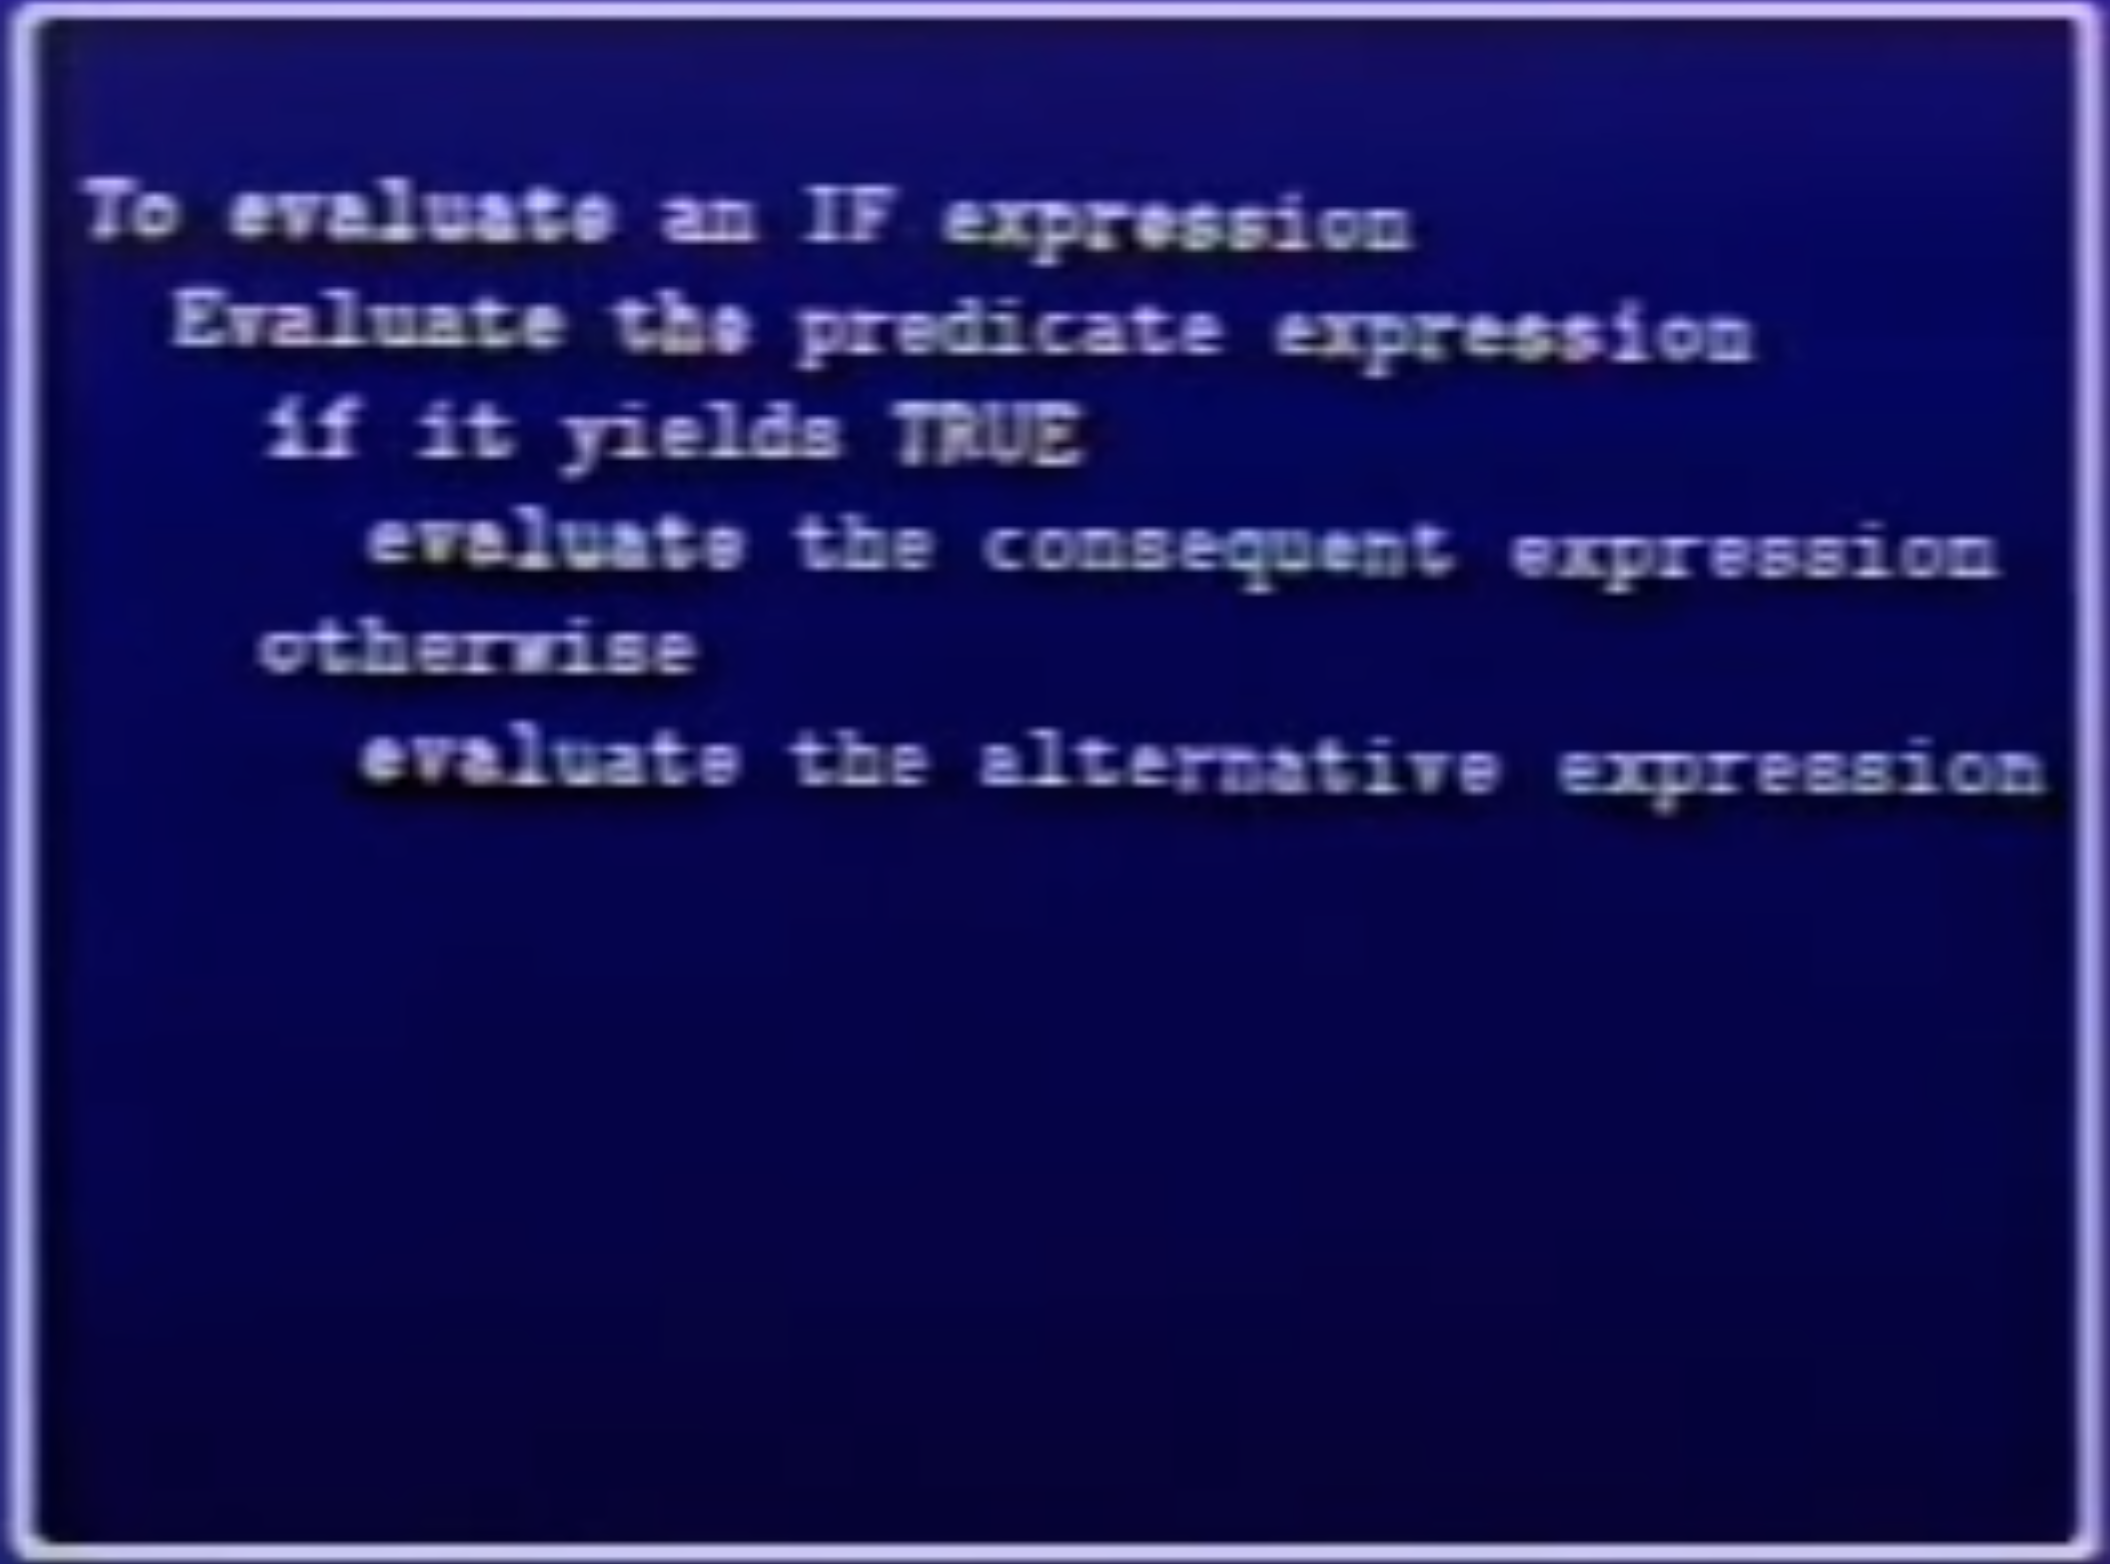 To evaluate an IF expression
Evaluate the predicate expression
if it yields TRUE
evaluate the consequent expression
otherwise
evaluate the alternative expression